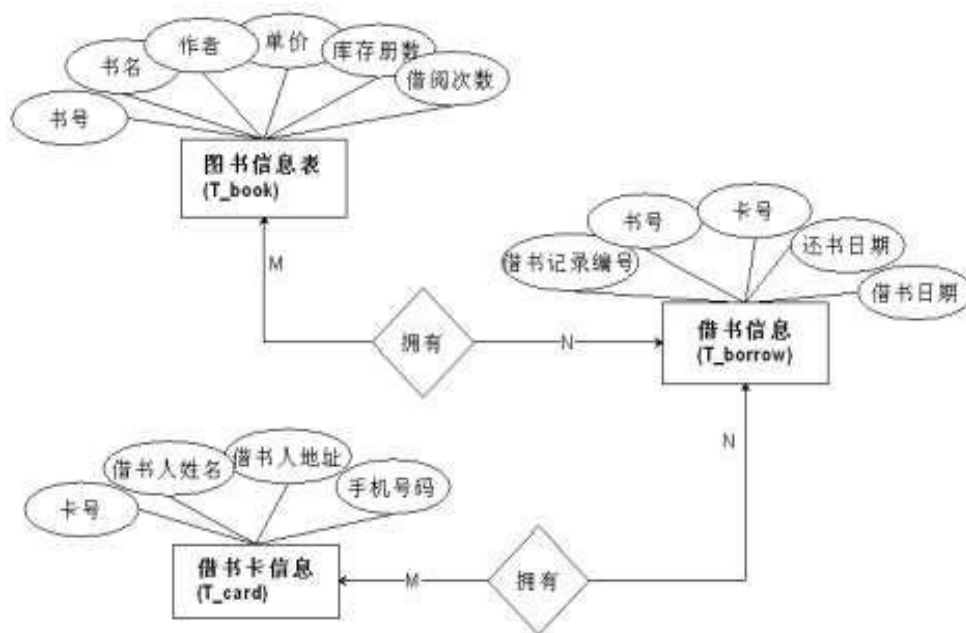 书号
书名
作者
单价
库存册数
借阅次数
图书信息表
(T_book)
M
拥有
N
借书记录编号
书号
卡号
还书日期
借书日期
借书信息
(T_borrow)
N
卡号
借书人姓名
借书人地址
手机号码
借书卡信息
(T_card)
M
拥有